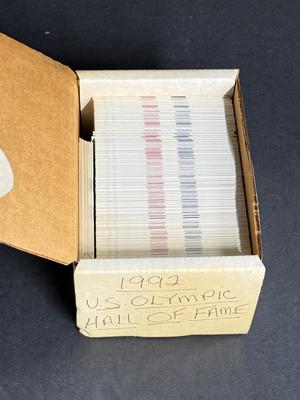 1992
U.S. OLYMPIC
HALL OF FAME